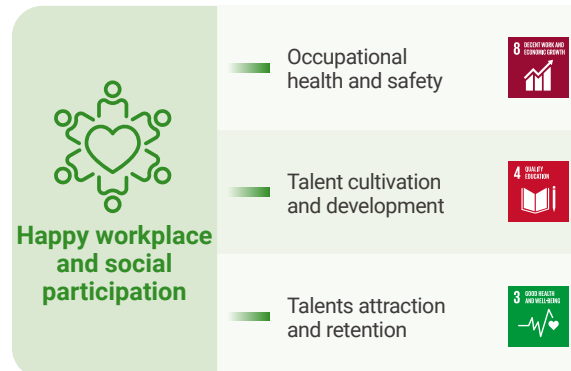 Happy workplace
and social
participation
Occupational
health and safety
8 DECENT WORK AND
ECONOMIC GROWTH
Talent cultivation
and development
4 QUALITY
EDUCATION
Talents attraction
and retention
3 GOOD HEALTH
AND WELL-BEING